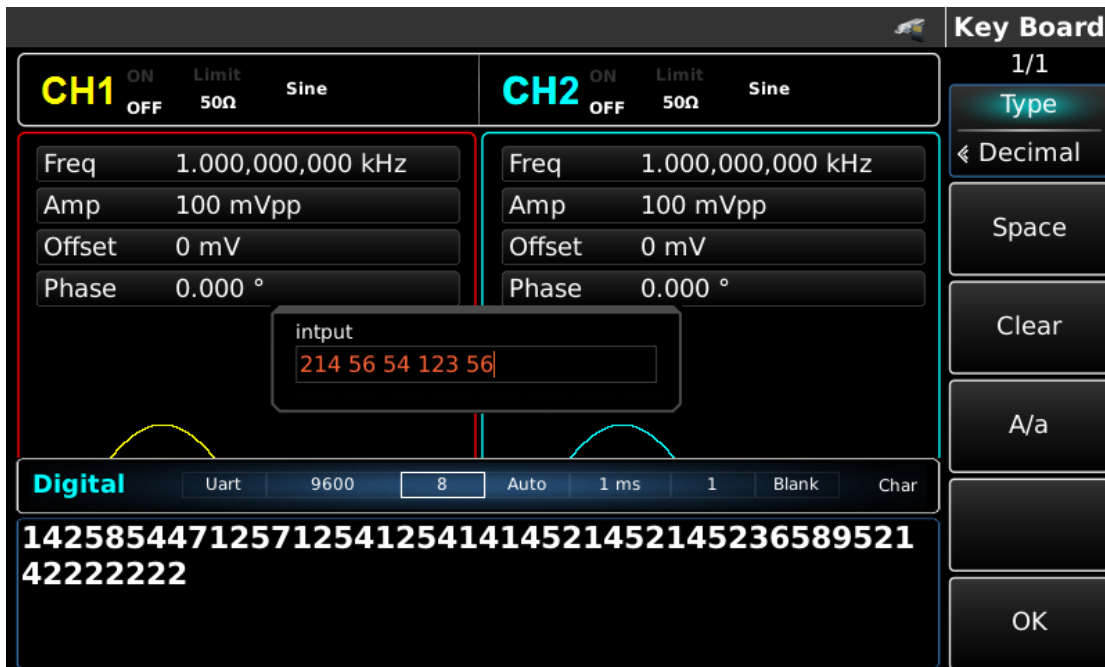 Key Board
1/1
CH1 ON OFF Limit 50Ω Sine
CH2 ON OFF Limit 50Ω Sine
Type
« Decimal
Freq 1.000,000,000 kHz
Amp 100 mVpp
Offset 0 mV
Phase 0.000 °
Freq 1.000,000,000 kHz
Amp 100 mVpp
Offset 0 mV
Phase 0.000 °
Space
Clear
A/a
OK
intput
214 56 54 123 56
Digital Uart 9600 8 Auto 1 ms 1 Blank Char
14258544712571254125414145214521452365895​21
42222222